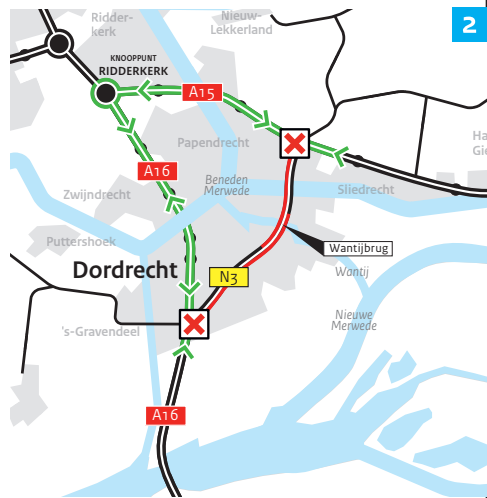 2
Ridder-
kerk
Nieuw-
Lekkerland
KNOOPPUNT
RIDDERKERK
A15
Papendrecht
Ha
Gie
A16
Beneden
Merwede
Sliedrecht
Zwijndrecht
Puttershoek
Wantijbrug
Dordrecht
N3
Wantij
Nieuwe
Merwede
's-Gravendeel
A16